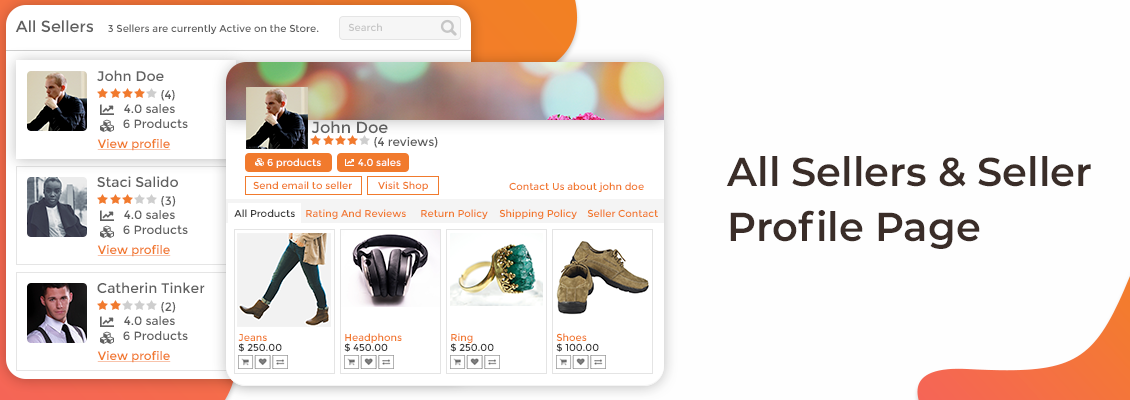 All Sellers
3 Sellers are currently Active on the Store.
Search
John Doe
(4)
4.0 sales
6 Products
View profile
Staci Salido
(3)
4.0 sales
6 Products
View profile
Catherin Tinker
(2)
4.0 sales
6 Products
View profile
John Doe
(4 reviews)
6 products
4.0 sales
Send email to seller
Visit Shop
Contact Us about john doe
All Products
Rating And Reviews
Return Policy
Shipping Policy
Seller Contact
Jeans
$ 250.00
Headphons
$ 450.00
Ring
$ 250.00
Shoes
$ 100.00
All Sellers & Seller
Profile Page